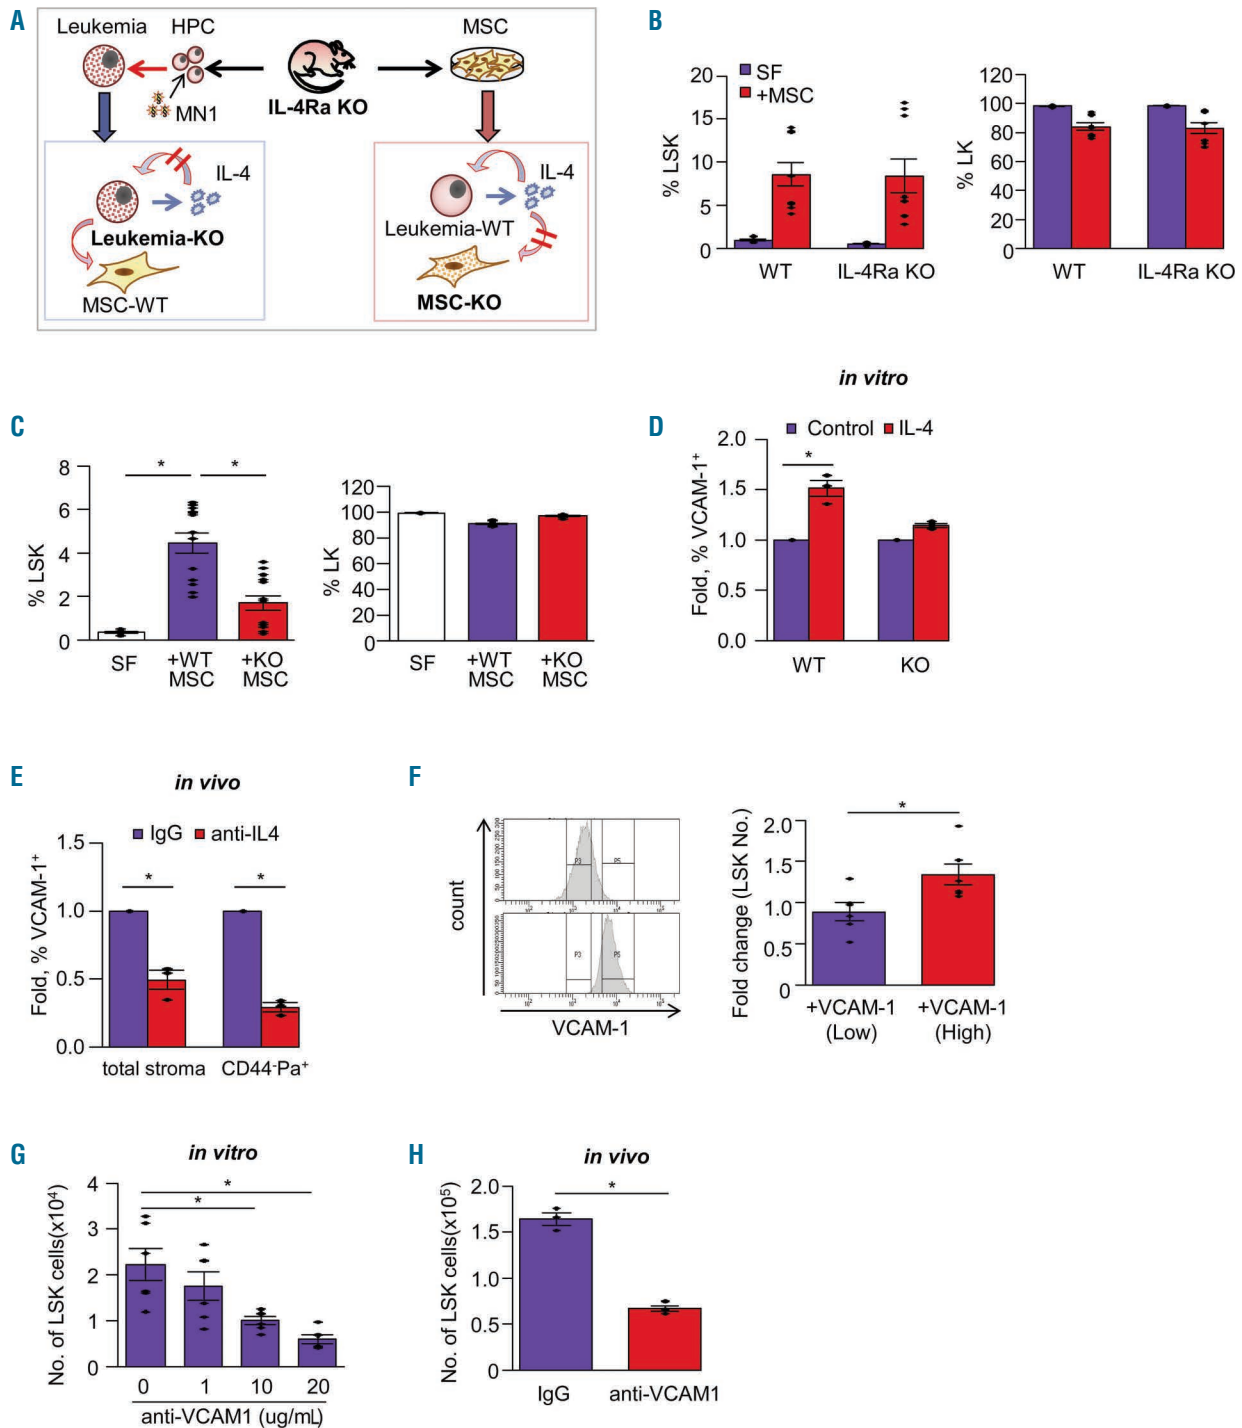 A
Leukemia
HPC
MSC
MN1
IL-4Ra KO
IL-4
Leukemia-KO
MSC-WT
IL-4
Leukemia-WT
MSC-KO
B
SF
+MSC
% LSK
20
15
10
5
0
WT
IL-4Ra KO
% LK
100
80
60
40
20
0
WT
IL-4Ra KO
C
% LSK
8
6
4
2
0
*
*
SF
+WT
MSC
+KO
MSC
% LK
120
100
80
60
40
20
0
SF
+WT
MSC
+KO
MSC
in vitro
D
Control
IL-4
Fold, % VCAM-1+
2.0
1.5
1.0
0.5
0.0
*
WT
KO
E
in vivo
IgG
anti-IL4
Fold, % VCAM-1+
1.5
1.0
0.5
0.0
*
*
total stroma
CD44-Pa+
F
count
P3
P5
P3
P5
VCAM-1
Fold change (LSK No.)
2.0
1.5
1.0
0.5
0
*
+VCAM-1
(Low)
+VCAM-1
(High)
G
in vitro
No. of LSK cells(x10⁴)
4
3
2
1
0
*
*
0 1 10 20
anti-VCAM1 (ug/mL)
H
in vivo
No. of LSK cells(x10⁵)
2.0
1.5
1.0
0.5
0
*
IgG
anti-VCAM1